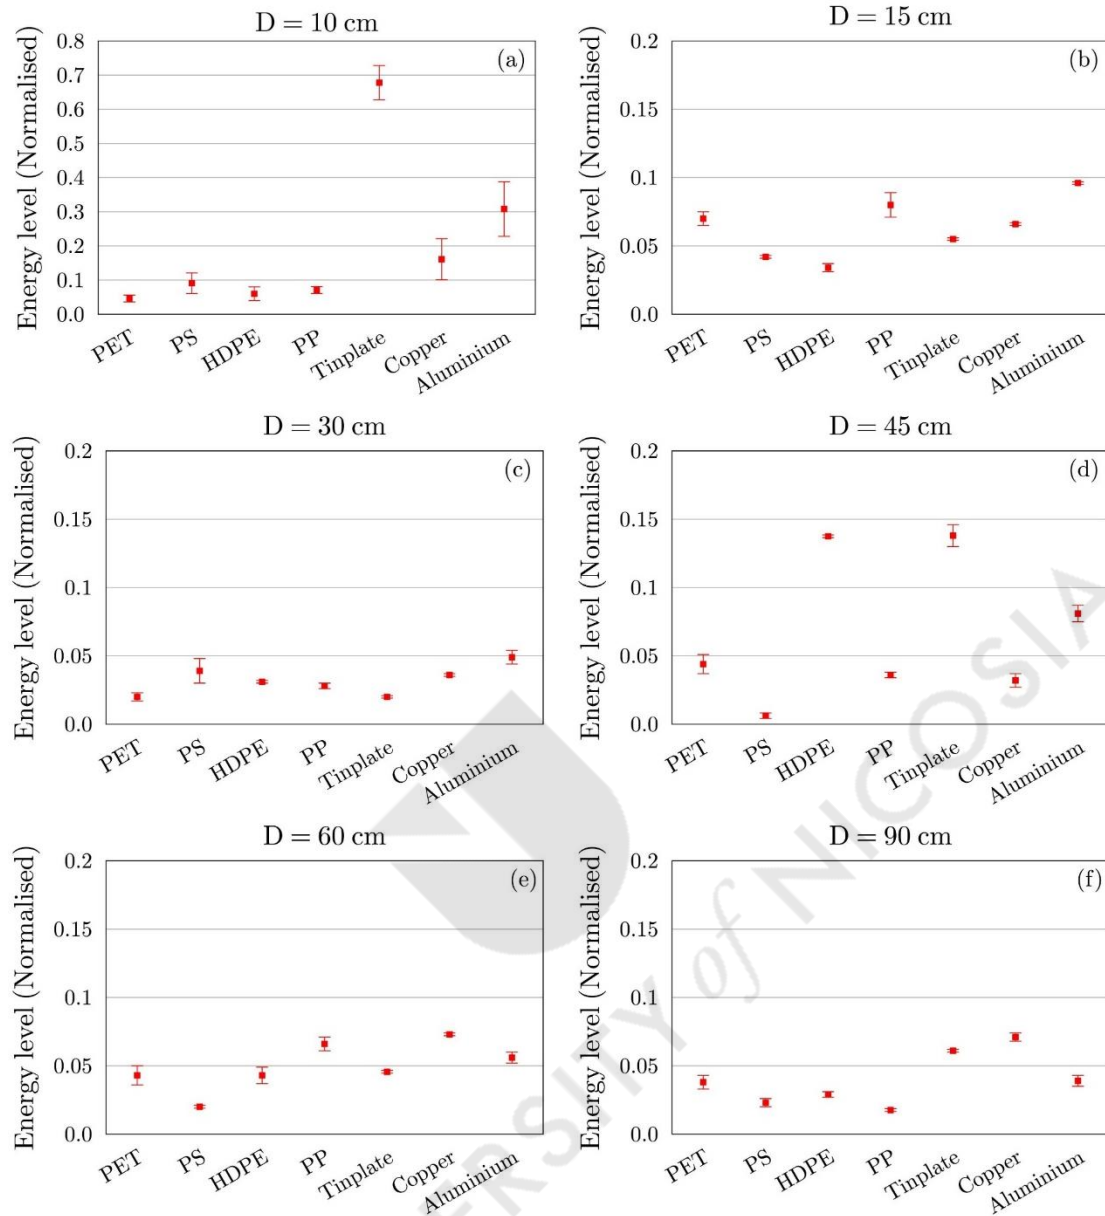 D = 10 cm
(a)
Energy level (Normalised)
0.8
0.7
0.6
0.5
0.4
0.3
0.2
0.1
0.0
PET
PS
HDPE
PP
Tinplate
Copper
Aluminium
D = 15 cm
(b)
Energy level (Normalised)
0.2
0.15
0.1
0.05
0.0
PET
PS
HDPE
PP
Tinplate
Copper
Aluminium
D = 30 cm
(c)
Energy level (Normalised)
0.2
0.15
0.1
0.05
0.0
PET
PS
HDPE
PP
Tinplate
Copper
Aluminium
D = 45 cm
(d)
Energy level (Normalised)
0.2
0.15
0.1
0.05
0.0
PET
PS
HDPE
PP
Tinplate
Copper
Aluminium
D = 60 cm
(e)
Energy level (Normalised)
0.2
0.15
0.1
0.05
0.0
PET
PS
HDPE
PP
Tinplate
Copper
Aluminium
D = 90 cm
(f)
Energy level (Normalised)
0.2
0.15
0.1
0.05
0.0
PET
PS
HDPE
PP
Tinplate
Copper
Aluminium
ERSITY of NICOSIA